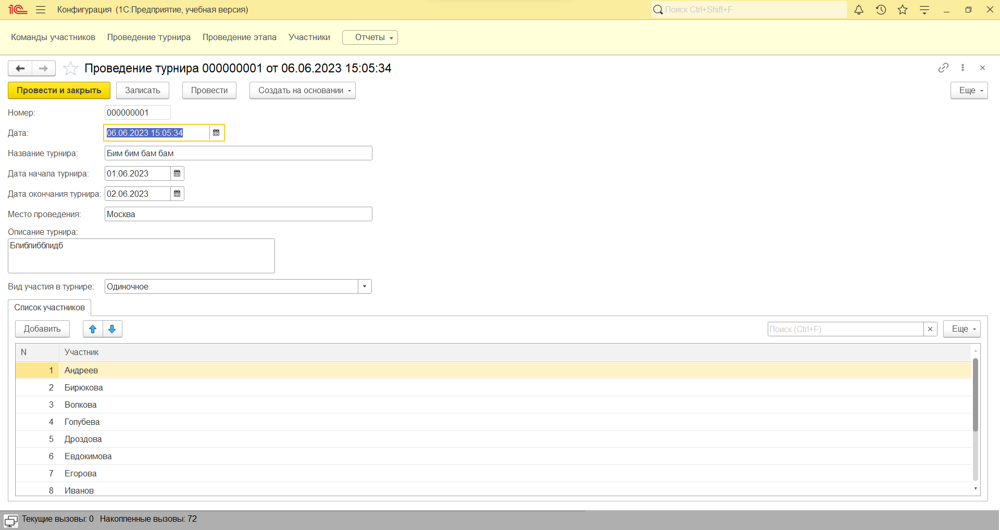 1С Конфигурация (1С:Предприятие, учебная версия) Поиск Ctrl+Shift+F
Команды участников Проведение турнира Проведение этапа Участники Отчеты
Проведение турнира 000000001 от 06.06.2023 15:05:34
Провести и закрыть Записать Провести Создать на основании Еще
Номер: 000000001
Дата: 06.06.2023 15:05:34
Название турнира: Бим бим бам бам
Дата начала турнира: 01.06.2023
Дата окончания турнира: 02.06.2023
Место проведения: Москва
Описание турнира:
Блиблибблидб
Вид участия в турнире: Одиночное
Список участников
Добавить Поиск (Ctrl+F) Еще
N Участник
1 Андреев
2 Бирюкова
3 Волкова
4 Голубева
5 Дроздова
6 Евдокимова
7 Егорова
8 Иванов
Текущие вызовы: 0 Накопленные вызовы: 72